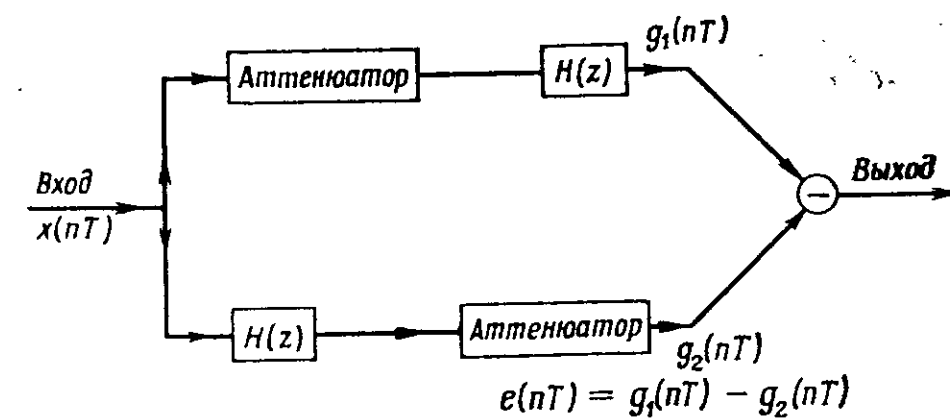 g₁(nT)
Аттенюатор
H(z)
Вход
x(nT)
−
Выход
H(z)
Аттенюатор
g₂(nT)
e(nT) = g₁(nT) − g₂(nT)